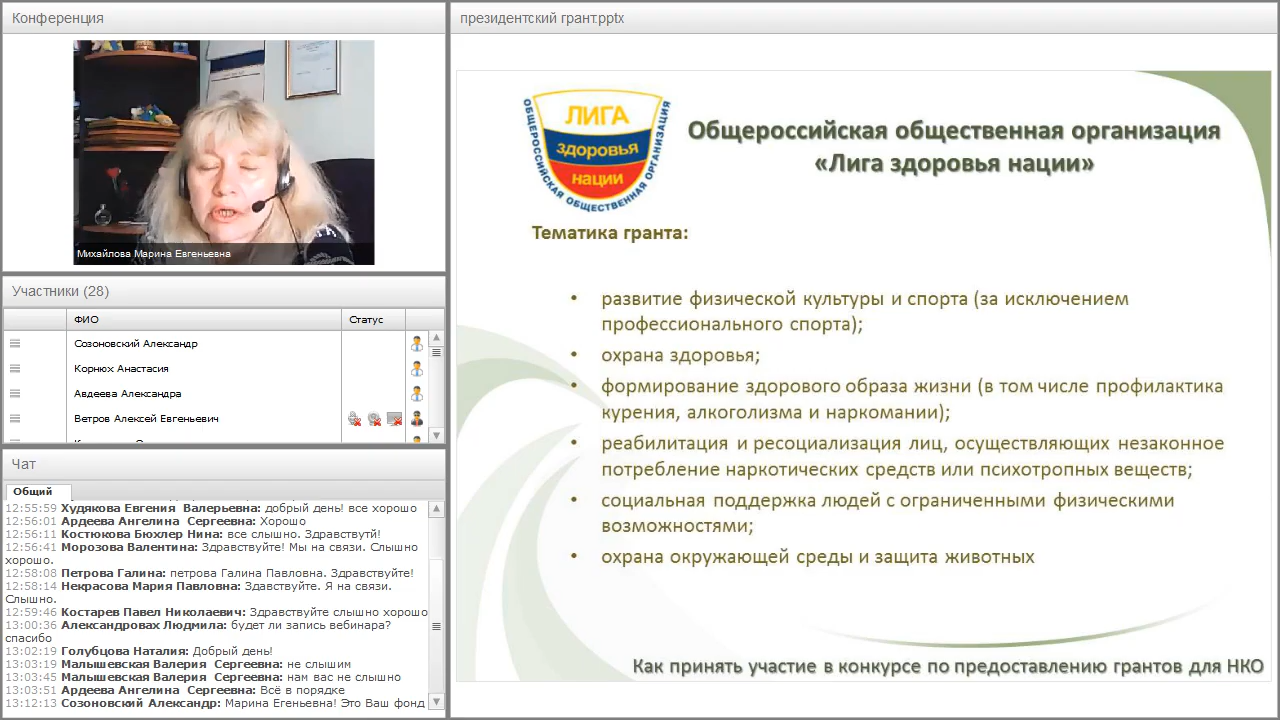 Конференция
Михайлова Марина Евгеньевна
Участники (28)
ФИО
Статус
Созоновский Александр
Корнюх Анастасия
Авдеева Александра
Ветров Алексей Евгеньевич
Чат
Общий
12:55:59 Худякова Евгения Валерьевна: добрый день! все хорошо
12:56:01 Ардеева Ангелина Сергеевна: Хорошо
12:56:11 Костюкова Бюхлер Нина: все слышно. Здравствутй!
12:56:41 Морозова Валентина: Здравствуйте! Мы на связи. Слышно
хорошо.
12:58:08 Петрова Галина: петрова Галина Павловна. Здравствуйте!
12:58:14 Некрасова Мария Павловна: Здавствуйте. Я на связи.
Слышно.
12:59:46 Костарев Павел Николаевич: Здравствуйте слышно хорошо
13:00:36 Александровах Людмила: будет ли запись вебинара?
спасибо
13:02:19 Голубцова Наталия: Добрый день!
13:03:19 Малышевская Валерия Сергеевна: не слышим
13:03:45 Малышевская Валерия Сергеевна: нам вас не слышно
13:03:51 Ардеева Ангелина Сергеевна: Всё в порядке
13:12:13 Созоновский Александр: Марина Егеньевна! Это Ваш фонд
президентский грант.pptx
ЛИГА
здоровья
нации
ОБЩЕРОССИЙСКАЯ ОБЩЕСТВЕННАЯ ОРГАНИЗАЦИЯ
Общероссийская общественная организация
«Лига здоровья нации»
Тематика гранта:
• развитие физической культуры и спорта (за исключением
профессионального спорта);
• охрана здоровья;
• формирование здорового образа жизни (в том числе профилактика
курения, алкоголизма и наркомании);
• реабилитация и ресоциализация лиц, осуществляющих незаконное
потребление наркотических средств или психотропных веществ;
• социальная поддержка людей с ограниченными физическими
возможностями;
• охрана окружающей среды и защита животных
Как принять участие в конкурсе по предоставлению грантов для НКО